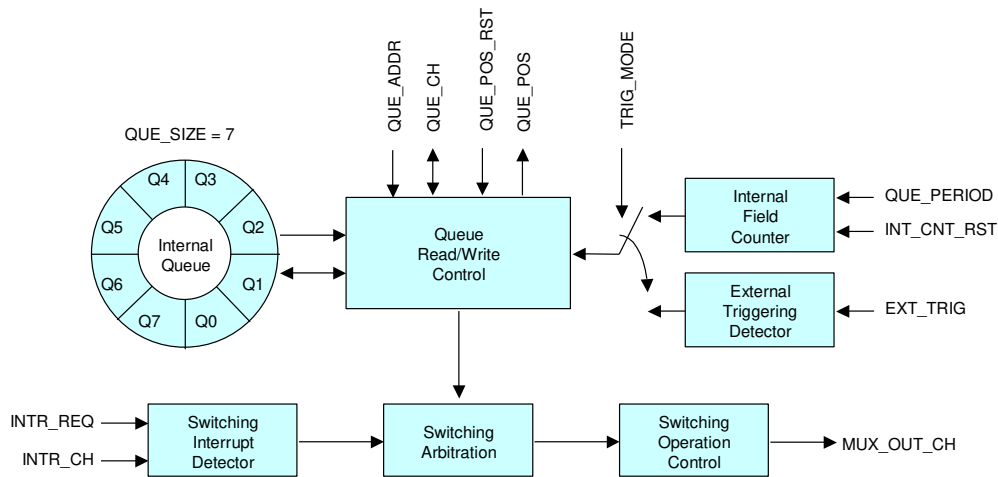 QUE_ADDR
QUE_CH
QUE_POS_RST
QUE_POS
TRIG_MODE
QUE_SIZE = 7
Q4
Q3
Q5
Q2
Internal
Queue
Q6
Q1
Q7
Q0
Queue
Read/Write
Control
Internal
Field
Counter
QUE_PERIOD
INT_CNT_RST
External
Triggering
Detector
EXT_TRIG
INTR_REQ
INTR_CH
Switching
Interrupt
Detector
Switching
Arbitration
Switching
Operation
Control
MUX_OUT_CH